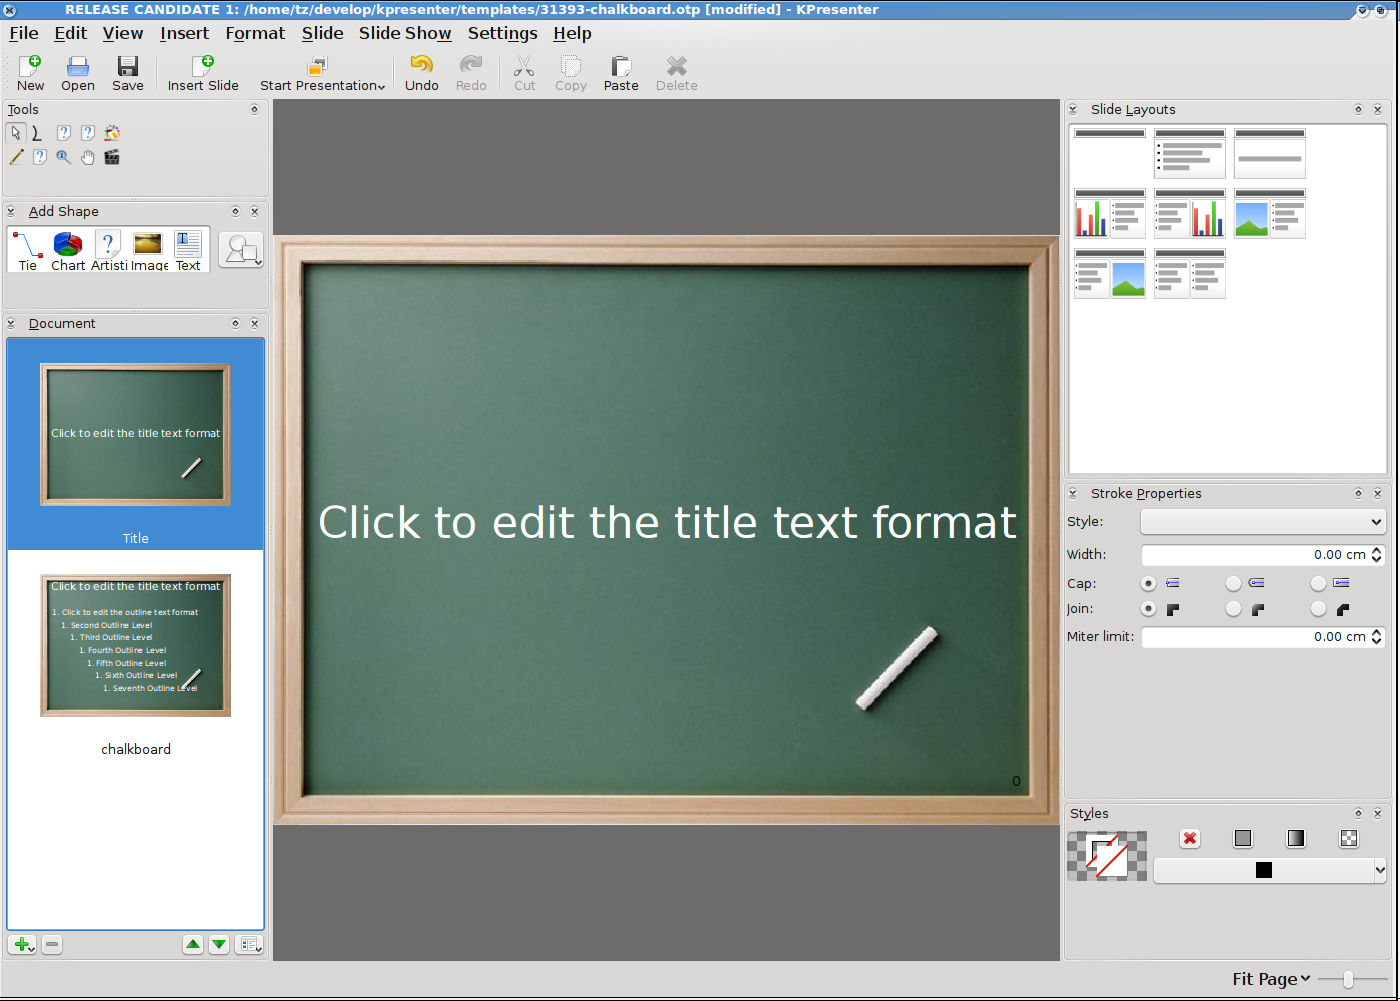 RELEASE CANDIDATE 1: /home/tz/develop/kpresenter/templates/31393-chalkboard.otp [modified] - KPresenter
File Edit View Insert Format Slide Slide Show Settings Help
New Open Save Insert Slide Start Presentation Undo Redo Cut Copy Paste Delete
Tools
Add Shape
Tie Chart Artisti Image Text
Document
Click to edit the title text format
Title
Click to edit the title text format
1. Click to edit the outline text format
1. Second Outline Level
1. Third Outline Level
1. Fourth Outline Level
1. Fifth Outline Level
1. Sixth Outline Level
1. Seventh Outline Level
chalkboard
Click to edit the title text format
0
Slide Layouts
Stroke Properties
Style:
Width: 0.00 cm
Cap:
Join:
Miter limit: 0.00 cm
Styles
Fit Page